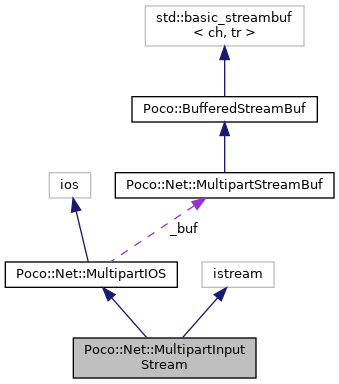 std::basic_streambuf
< ch, tr >
Poco::BufferedStreamBuf
ios
Poco::Net::MultipartStreamBuf
_buf
Poco::Net::MultipartIOS
istream
Poco::Net::MultipartInput
Stream